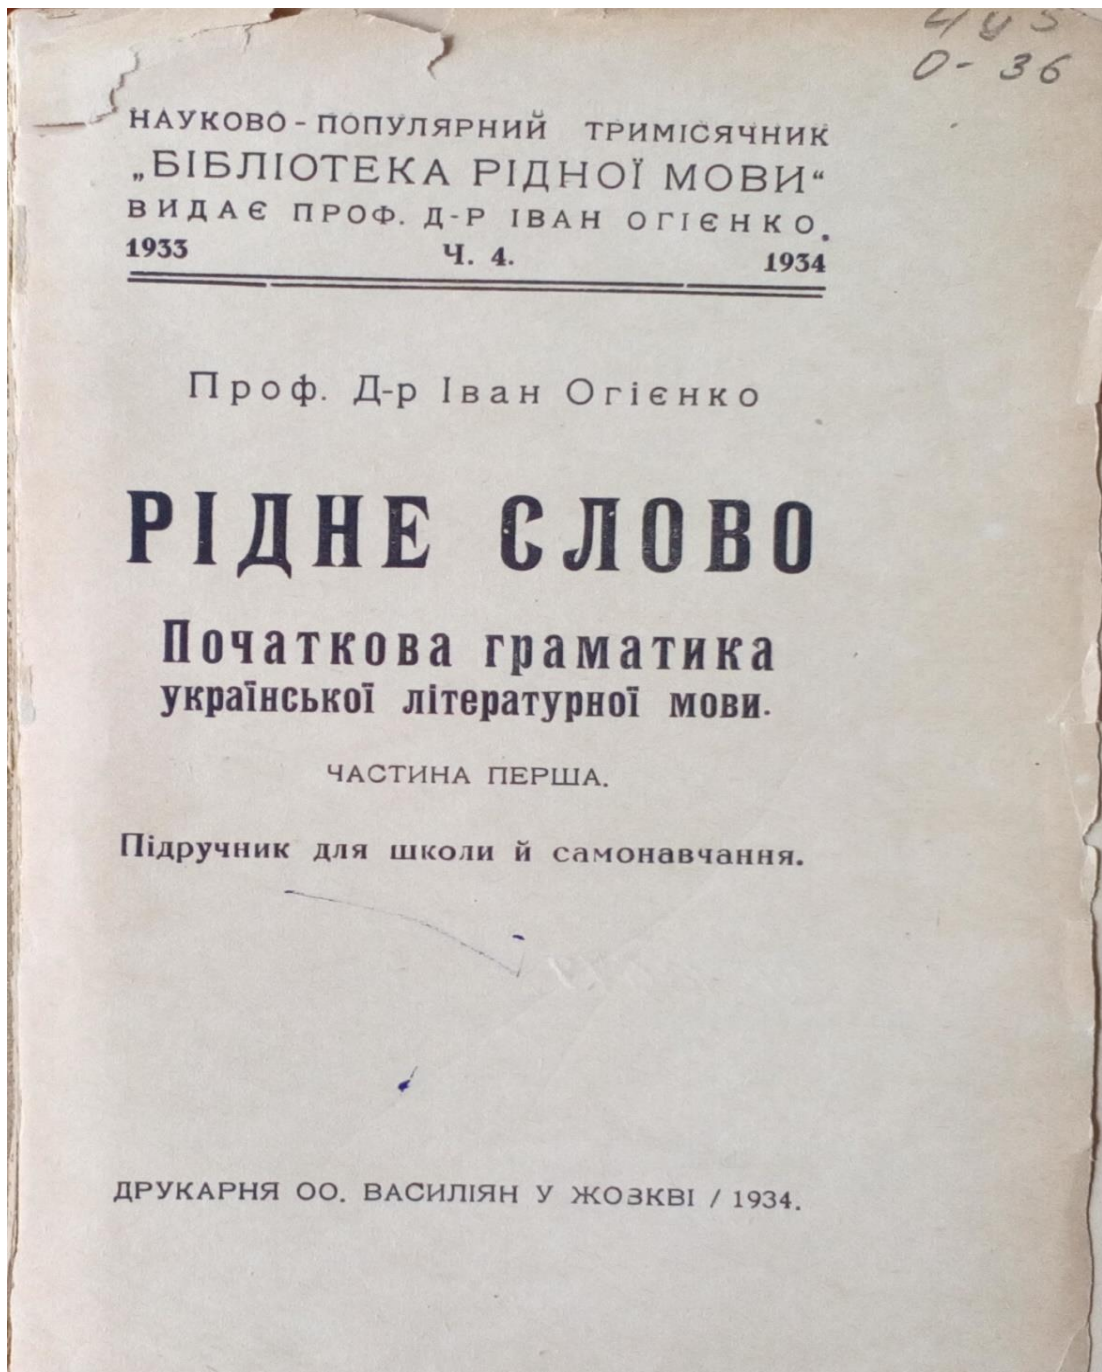 О-36
НАУКОВО-ПОПУЛЯРНИЙ ТРИМІСЯЧНИК
„БІБЛІОТЕКА РІДНОЇ МОВИ“
ВИДАЄ ПРОФ. Д-Р ІВАН ОГІЄНКО.
1933 Ч. 4. 1934
Проф. Д-р Іван Огієнко
РІДНЕ СЛОВО
Початкова граматика
української літературної мови.
ЧАСТИНА ПЕРША.
Підручник для школи й самонавчання.
ДРУКАРНЯ ОО. ВАСИЛІЯН У ЖОЗКВІ / 1934.